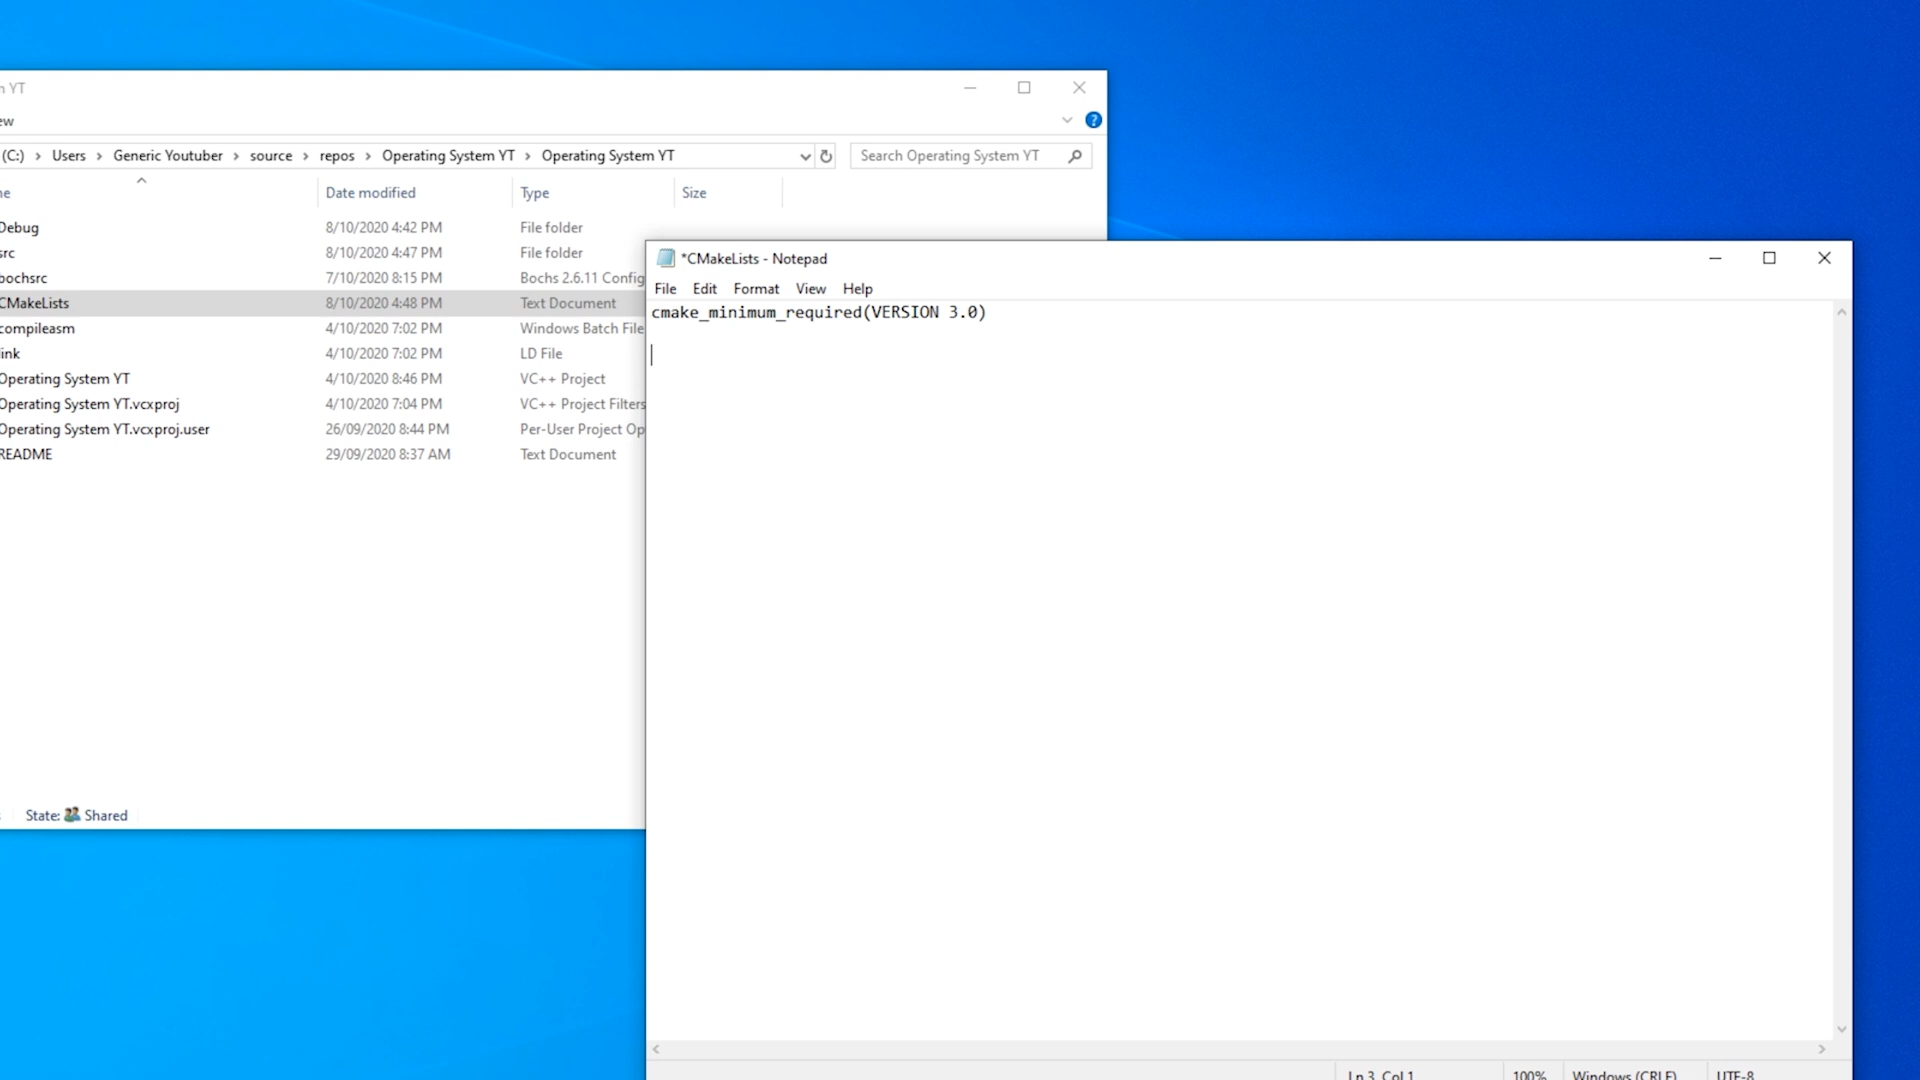 n YT
ew
(C:) > Users > Generic Youtuber > source > repos > Operating System YT > Operating System YT
Search Operating System YT
ne Date modified Type Size
Debug 8/10/2020 4:42 PM File folder
src 8/10/2020 4:47 PM File folder
bochsrc 7/10/2020 8:15 PM Bochs 2.6.11 Config
CMakeLists 8/10/2020 4:48 PM Text Document
compileasm 4/10/2020 7:02 PM Windows Batch File
link 4/10/2020 7:02 PM LD File
Operating System YT 4/10/2020 8:46 PM VC++ Project
Operating System YT.vcxproj 4/10/2020 7:04 PM VC++ Project Filters
Operating System YT.vcxproj.user 26/09/2020 8:44 PM Per-User Project Op
README 29/09/2020 8:37 AM Text Document
State: Shared
*CMakeLists - Notepad
File Edit Format View Help
cmake_minimum_required(VERSION 3.0)
Ln 3, Col 1 100% Windows (CRLF) UTF-8